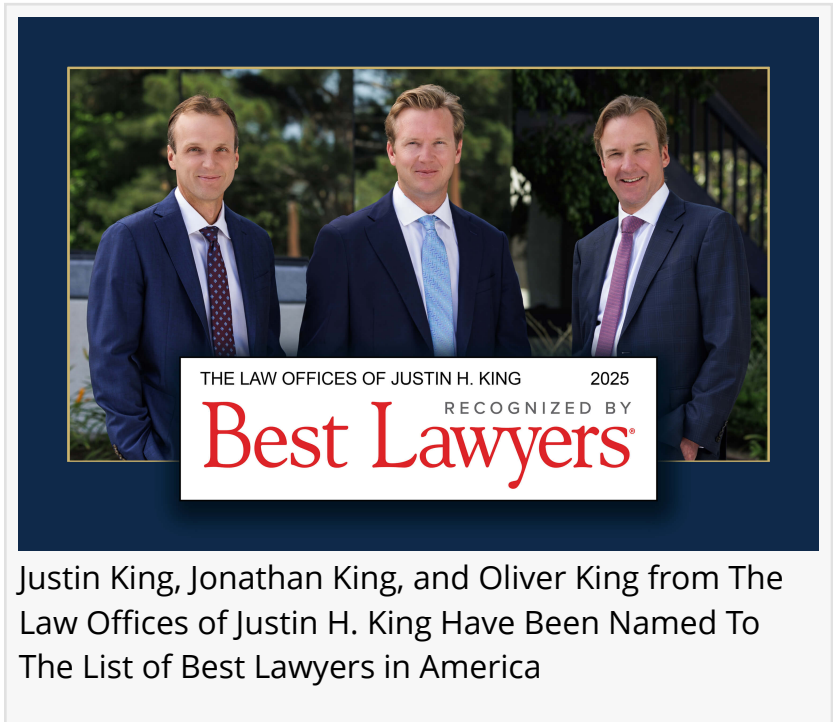 THE LAW OFFICES OF JUSTIN H. KING 2025
RECOGNIZED BY
Best Lawyers®
Justin King, Jonathan King, and Oliver King from The
Law Offices of Justin H. King Have Been Named To
The List of Best Lawyers in America